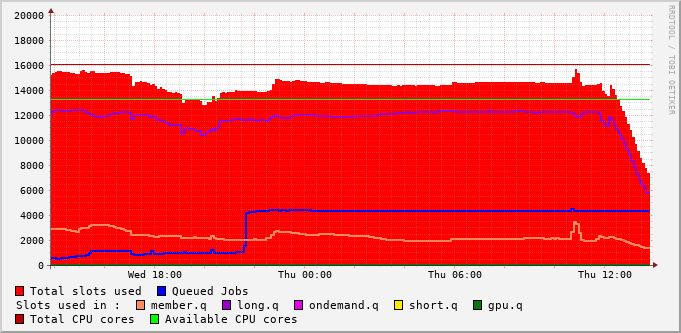 20000
18000
16000
14000
12000
10000
8000
6000
4000
2000
0
Wed 18:00 Thu 00:00 Thu 06:00 Thu 12:00
RRDTOOL / TOBI OETIKER
Total slots used Queued Jobs
Slots used in : member.q long.q ondemand.q short.q gpu.q
Total CPU cores Available CPU cores